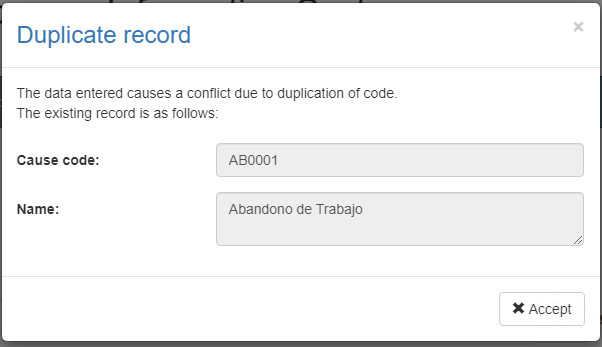 Duplicate record
×
The data entered causes a conflict due to duplication of code.
The existing record is as follows:
Cause code: AB0001
Name: Abandono de Trabajo
✖ Accept